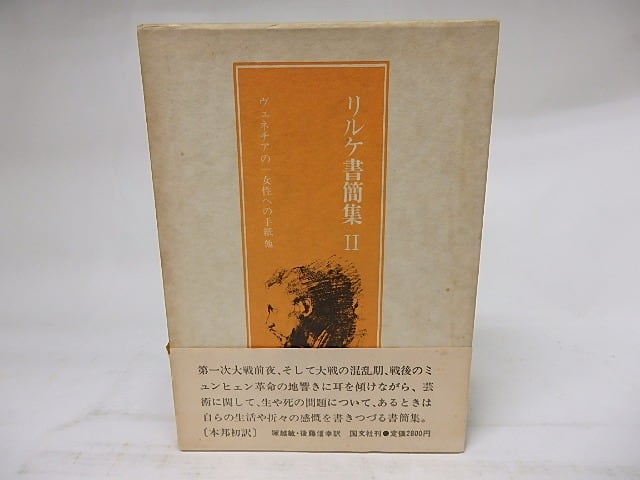 リルケ書簡集 II
ヴェネチアの一女性への手紙 他
第一次大戦前夜、そして大戦の混乱期、戦後のミ
ュンヒェン革命の地響きに耳を傾けながら、芸
術に関して、生や死の問題について、あるときは
自らの生活や折々の感慨を書きつづる書簡集。
〔本邦初訳〕 塚越敏・後藤信幸訳 国文社刊●定価2800円